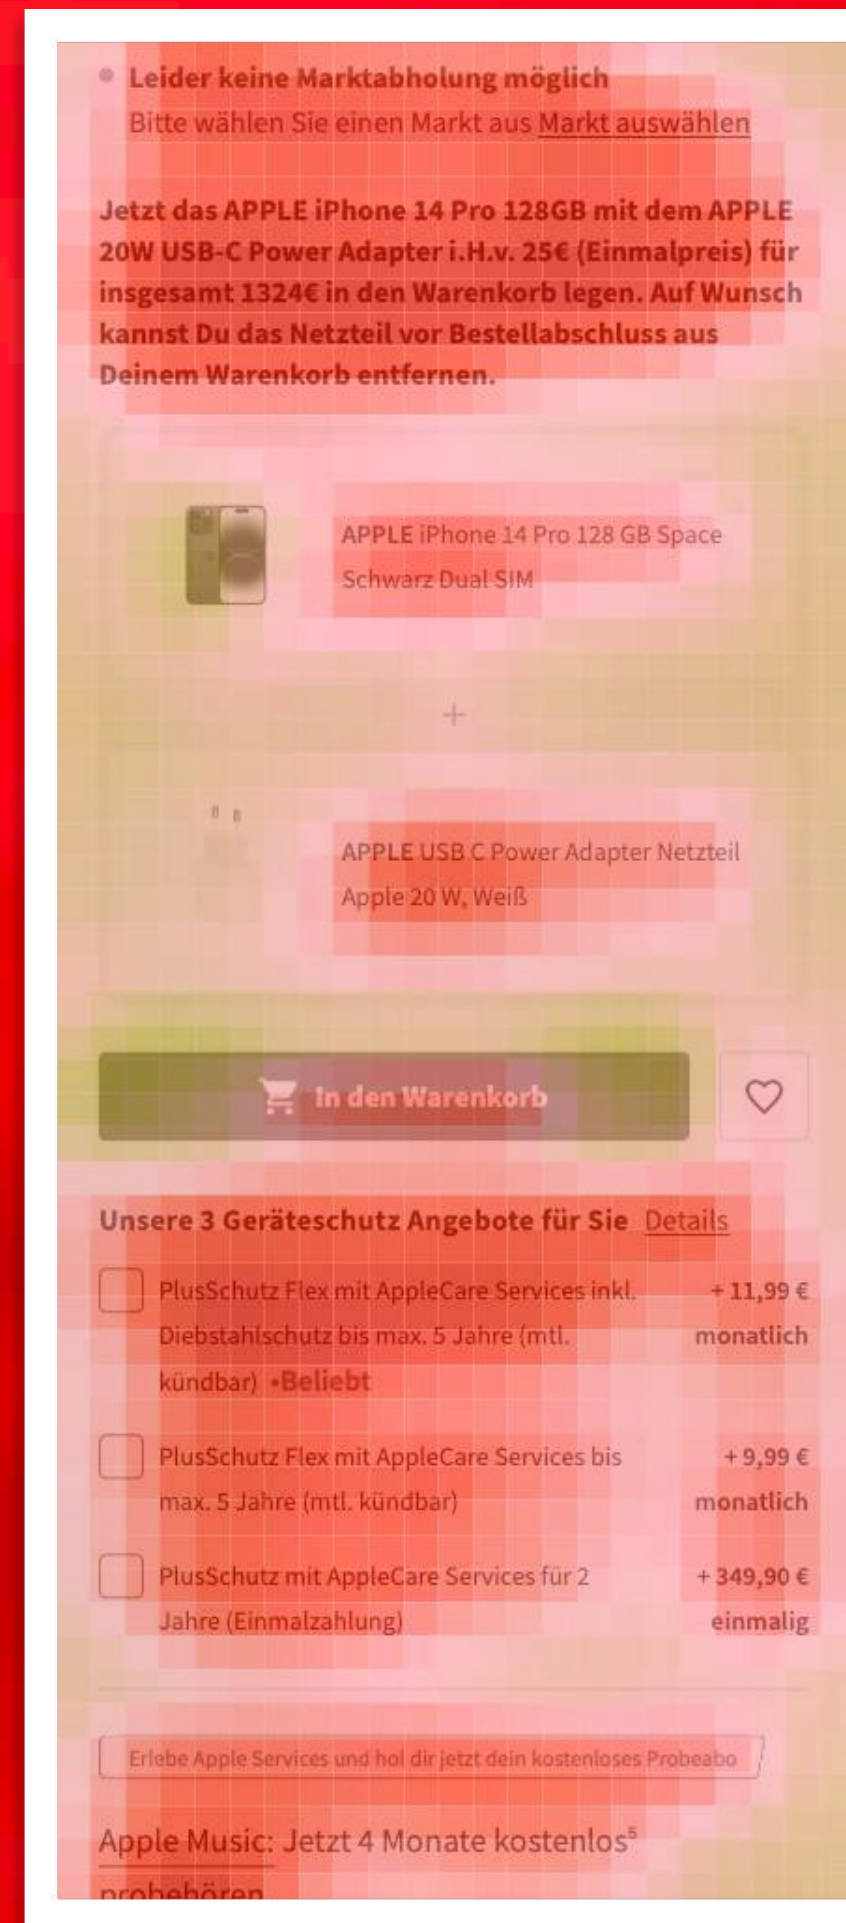 Leider keine Marktabholung möglich
Bitte wählen Sie einen Markt aus Markt auswählen
Jetzt das APPLE iPhone 14 Pro 128GB mit dem APPLE
20W USB-C Power Adapter i.H.v. 25€ (Einmalpreis) für
insgesamt 1324€ in den Warenkorb legen. Auf Wunsch
kannst Du das Netzteil vor Bestellabschluss aus
Deinem Warenkorb entfernen.
APPLE iPhone 14 Pro 128 GB Space
Schwarz Dual SIM
+
APPLE USB C Power Adapter Netzteil
Apple 20 W, Weiß
In den Warenkorb
Unsere 3 Geräteschutz Angebote für Sie Details
PlusSchutz Flex mit AppleCare Services inkl. + 11,99 €
Diebstahlschutz bis max. 5 Jahre (mtl. monatlich
kündbar) •Beliebt
PlusSchutz Flex mit AppleCare Services bis + 9,99 €
max. 5 Jahre (mtl. kündbar) monatlich
PlusSchutz mit AppleCare Services für 2 + 349,90 €
Jahre (Einmalzahlung) einmalig
Erlebe Apple Services und hol dir jetzt dein kostenloses Probeabo
Apple Music: Jetzt 4 Monate kostenlos⁵
probehören